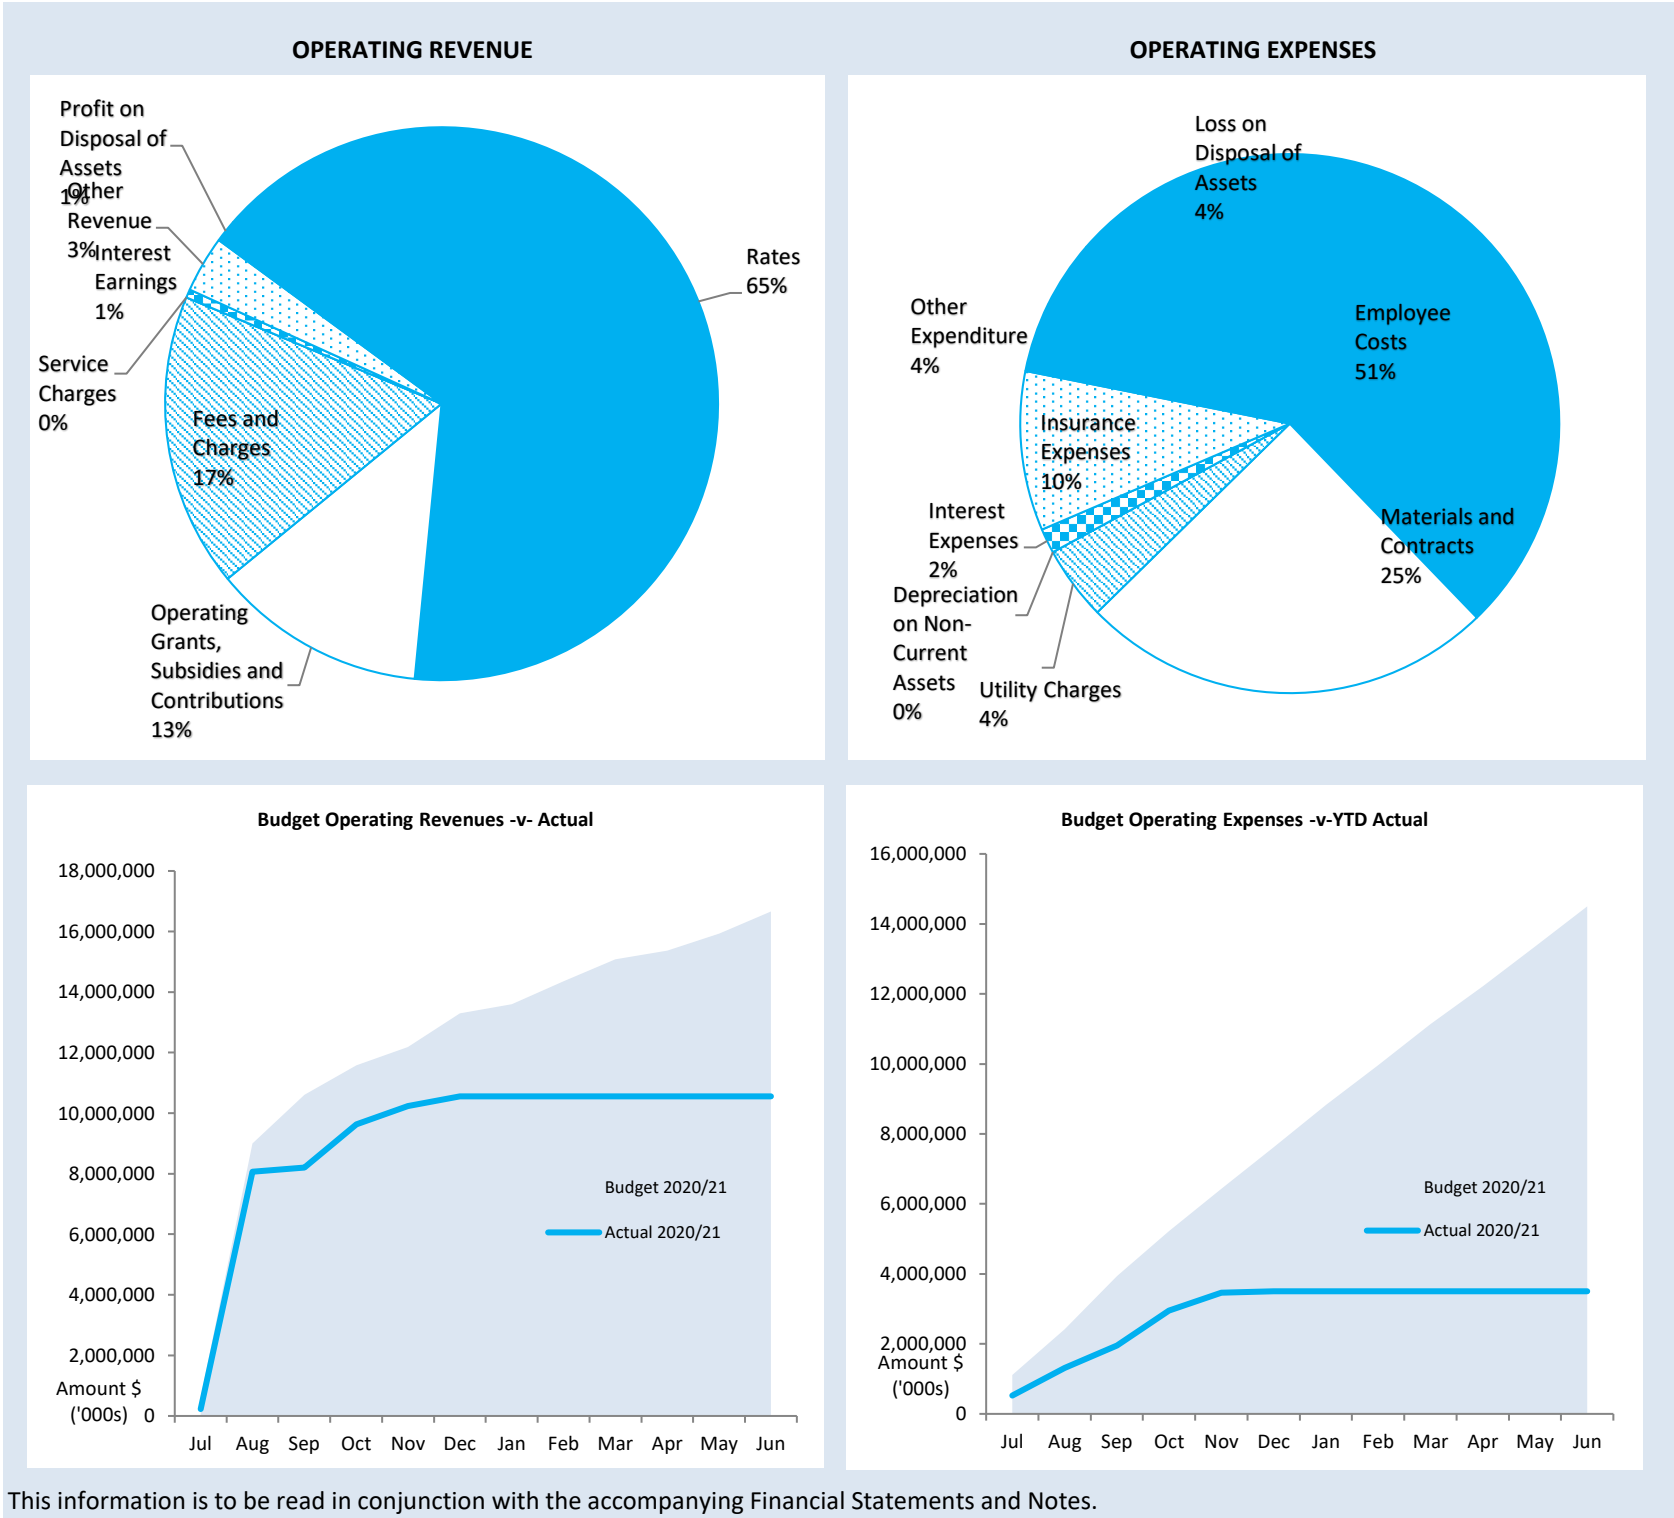 OPERATING REVENUE
Profit on
Disposal of
Assets
1%
Other
Revenue
3%
Interest
Earnings
1%
Service
Charges
0%
Fees and
Charges
17%
Operating
Grants,
Subsidies and
Contributions
13%
Rates
65%
OPERATING EXPENSES
Loss on
Disposal of
Assets
4%
Other
Expenditure
4%
Employee
Costs
51%
Insurance
Expenses
10%
Interest
Expenses
2%
Depreciation
on Non-
Current
Assets
0%
Utility Charges
4%
Materials and
Contracts
25%
Budget Operating Revenues -v- Actual
18,000,000
16,000,000
14,000,000
12,000,000
10,000,000
8,000,000
6,000,000
4,000,000
2,000,000
0
Amount $
('000s)
Budget 2020/21
Actual 2020/21
Jul Aug Sep Oct Nov Dec Jan Feb Mar Apr May Jun
Budget Operating Expenses -v-YTD Actual
16,000,000
14,000,000
12,000,000
10,000,000
8,000,000
6,000,000
4,000,000
2,000,000
0
Amount $
('000s)
Budget 2020/21
Actual 2020/21
Jul Aug Sep Oct Nov Dec Jan Feb Mar Apr May Jun
This information is to be read in conjunction with the accompanying Financial Statements and Notes.